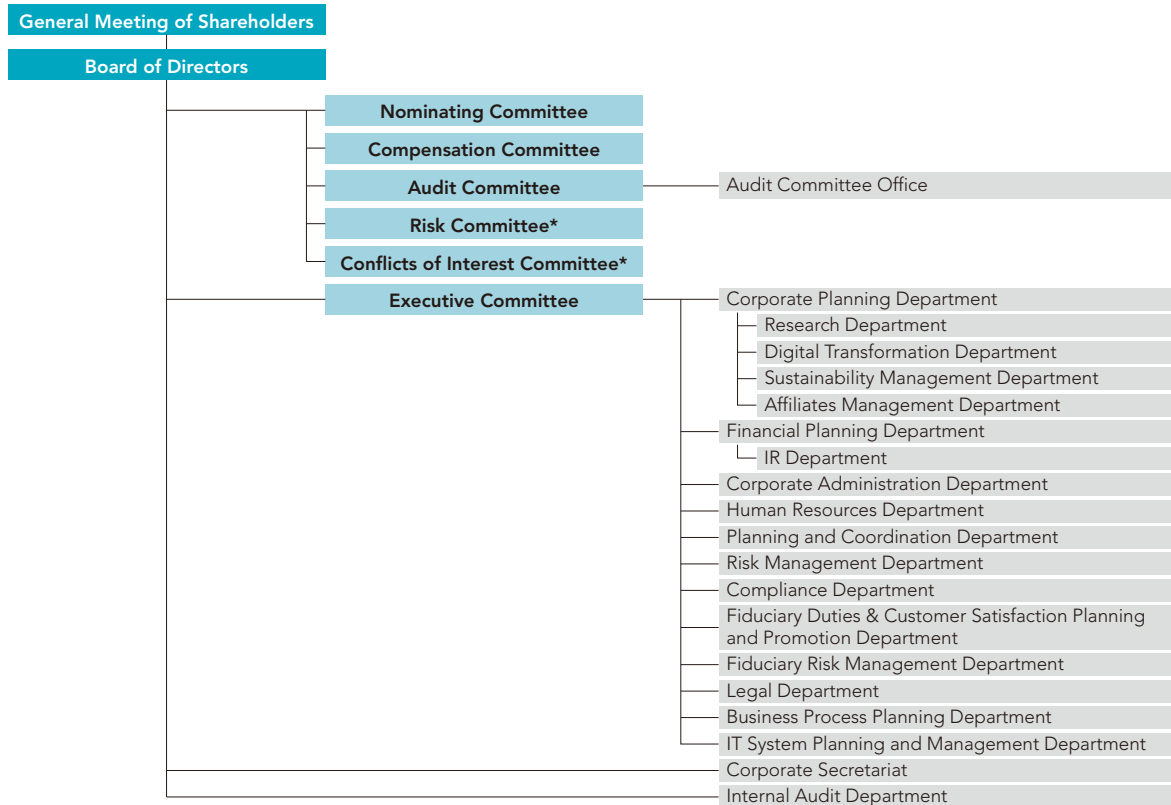 General Meeting of Shareholders
Board of Directors
Nominating Committee
Compensation Committee
Audit Committee
Audit Committee Office
Risk Committee*
Conflicts of Interest Committee*
Executive Committee
Corporate Planning Department
Research Department
Digital Transformation Department
Sustainability Management Department
Affiliates Management Department
Financial Planning Department
IR Department
Corporate Administration Department
Human Resources Department
Planning and Coordination Department
Risk Management Department
Compliance Department
Fiduciary Duties & Customer Satisfaction Planning
and Promotion Department
Fiduciary Risk Management Department
Legal Department
Business Process Planning Department
IT System Planning and Management Department
Corporate Secretariat
Internal Audit Department